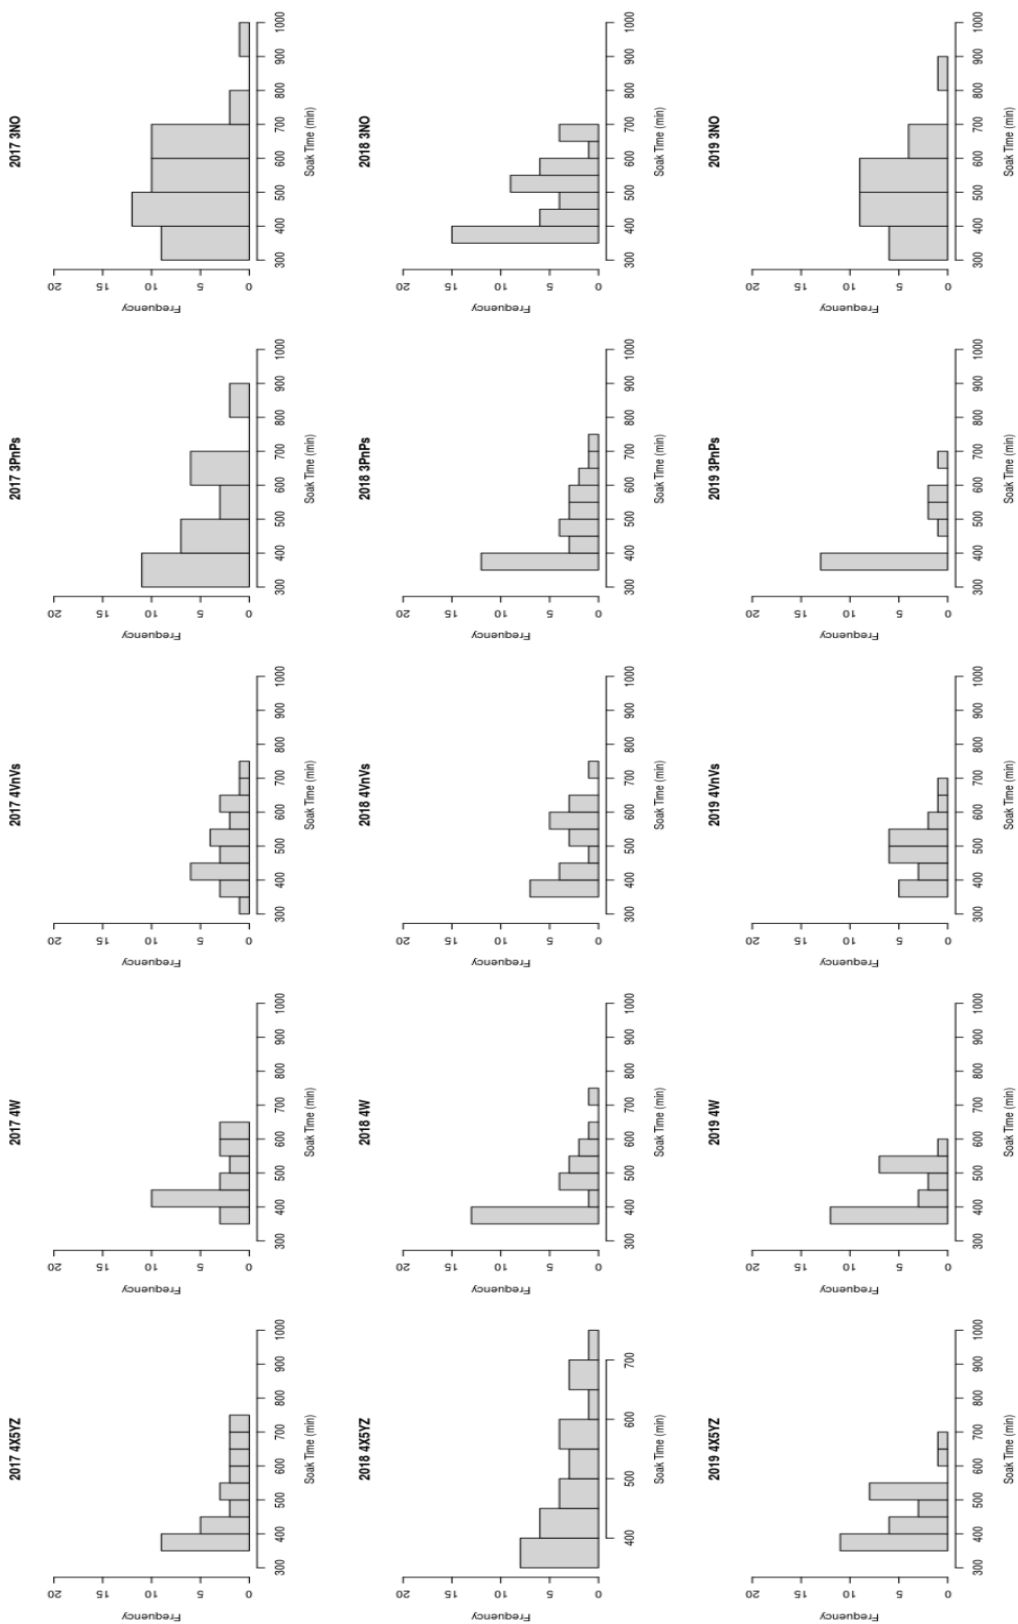 2017 4X5YZ
Frequency
20
15
10
5
0
300 400 500 600 700 800 900 1000
Soak Time (min)
2017 4W
Frequency
20
15
10
5
0
300 400 500 600 700 800 900 1000
Soak Time (min)
2017 4VnVs
Frequency
20
15
10
5
0
300 400 500 600 700 800 900 1000
Soak Time (min)
2017 3PnPs
Frequency
20
15
10
5
0
300 400 500 600 700 800 900 1000
Soak Time (min)
2017 3NO
Frequency
20
15
10
5
0
300 400 500 600 700 800 900 1000
Soak Time (min)
2018 4X5YZ
Frequency
20
15
10
5
0
400 500 600 700
Soak Time (min)
2018 4W
Frequency
20
15
10
5
0
300 400 500 600 700 800 900 1000
Soak Time (min)
2018 4VnVs
Frequency
20
15
10
5
0
300 400 500 600 700 800 900 1000
Soak Time (min)
2018 3PnPs
Frequency
20
15
10
5
0
300 400 500 600 700 800 900 1000
Soak Time (min)
2018 3NO
Frequency
20
15
10
5
0
300 400 500 600 700 800 900 1000
Soak Time (min)
2019 4X5YZ
Frequency
20
15
10
5
0
300 400 500 600 700 800 900 1000
Soak Time (min)
2019 4W
Frequency
20
15
10
5
0
300 400 500 600 700 800 900 1000
Soak Time (min)
2019 4VnVs
Frequency
20
15
10
5
0
300 400 500 600 700 800 900 1000
Soak Time (min)
2019 3PnPs
Frequency
20
15
10
5
0
300 400 500 600 700 800 900 1000
Soak Time (min)
2019 3NO
Frequency
20
15
10
5
0
300 400 500 600 700 800 900 1000
Soak Time (min)